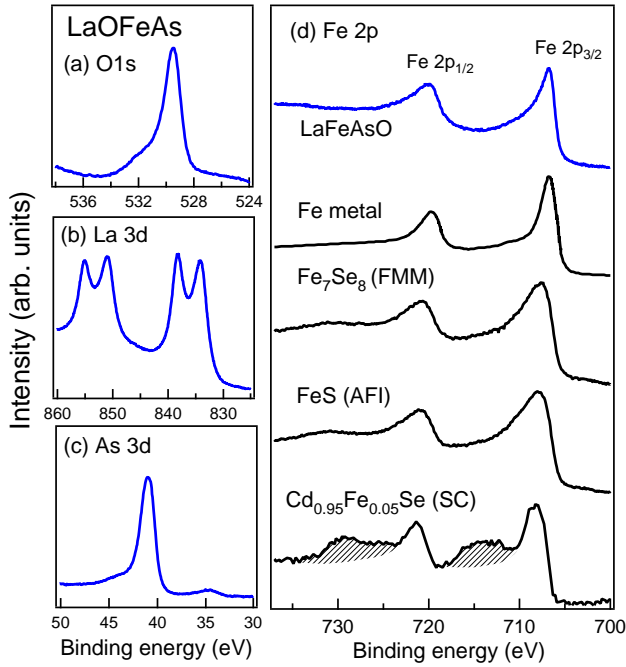 LaOFeAs
(a) O1s
536 532 528 524
(b) La 3d
860 850 840 830
(c) As 3d
50 40 30
Binding energy (eV)
Intensity (arb. units)
(d) Fe 2p
Fe 2p1/2
Fe 2p3/2
LaFeAsO
Fe metal
Fe7Se8 (FMM)
FeS (AFI)
Cd0.95Fe0.05Se (SC)
730 720 710 700
Binding energy (eV)